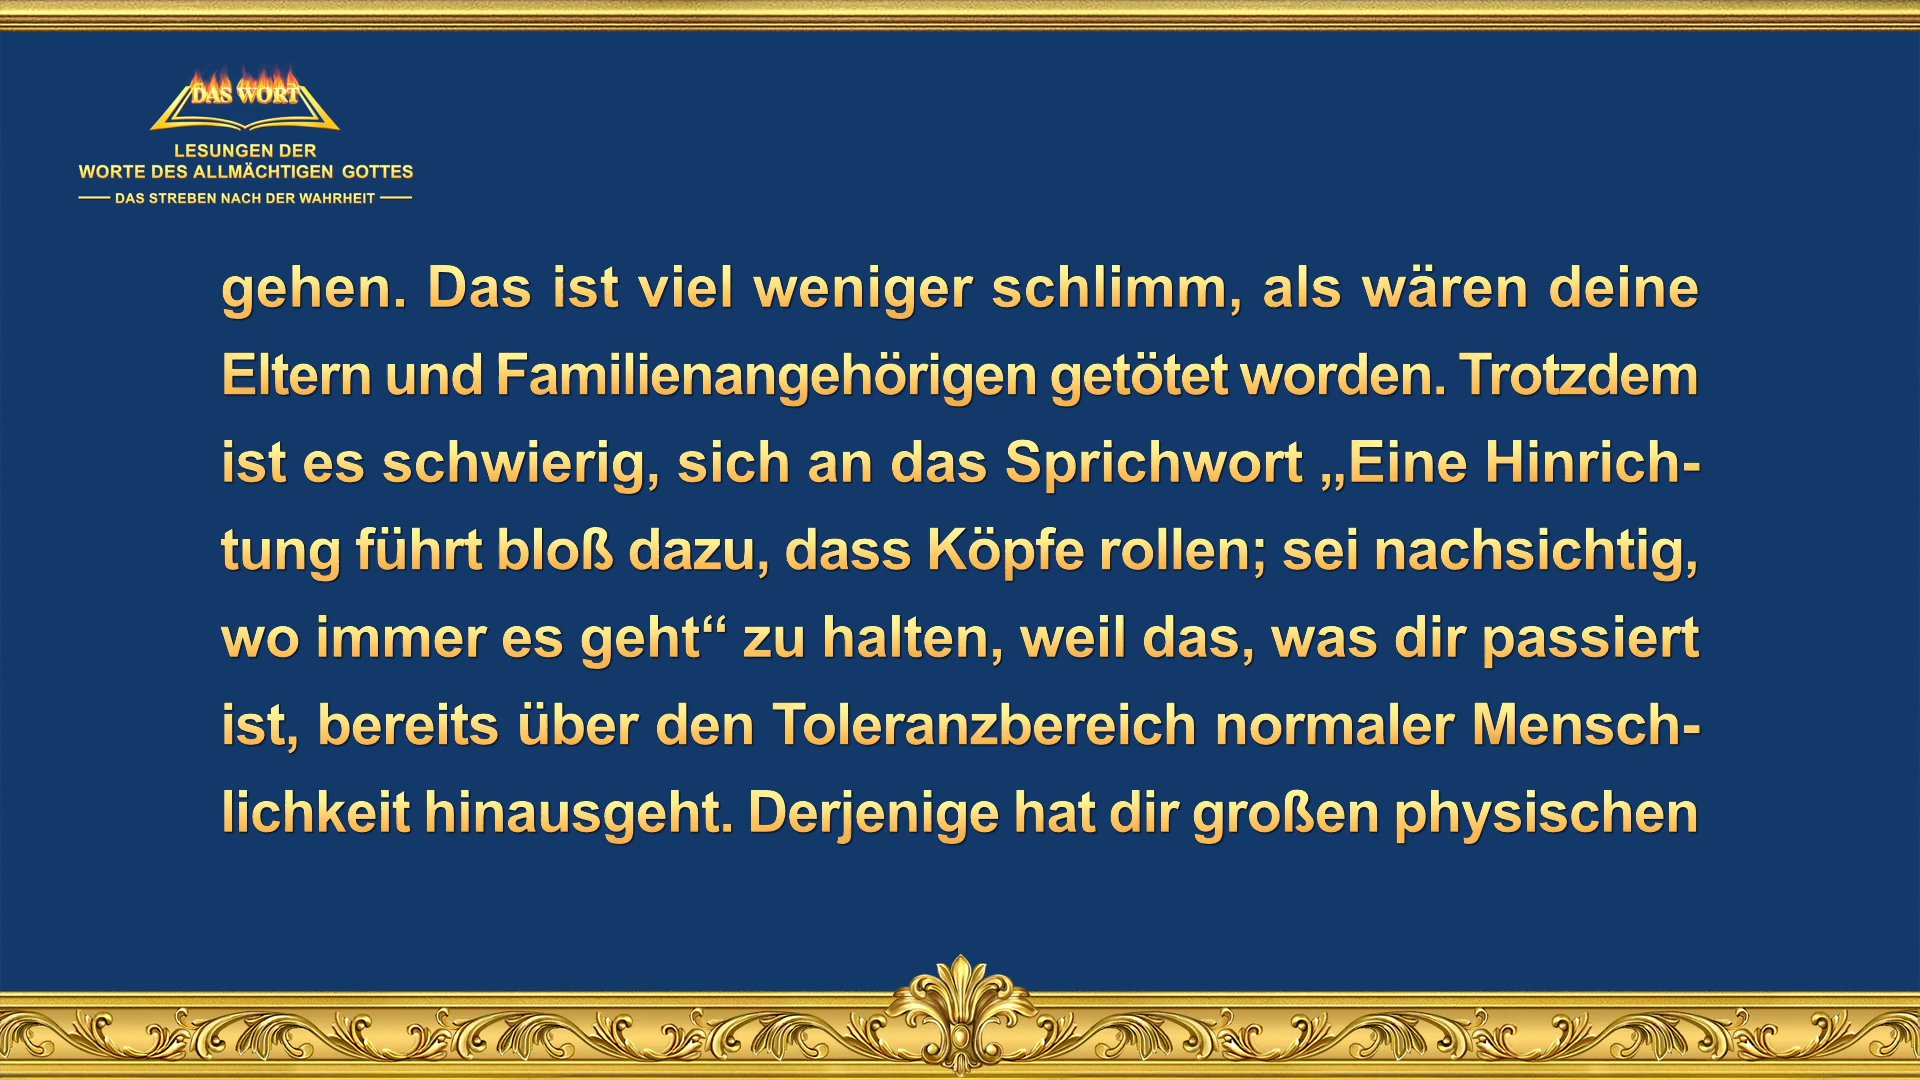 DAS WORT
LESUNGEN DER
WORTE DES ALLMÄCHTIGEN GOTTES
DAS STREBEN NACH DER WAHRHEIT
gehen. Das ist viel weniger schlimm, als wären deine
Eltern und Familienangehörigen getötet worden. Trotzdem
ist es schwierig, sich an das Sprichwort „Eine Hinrich-
tung führt bloß dazu, dass Köpfe rollen; sei nachsichtig,
wo immer es geht“ zu halten, weil das, was dir passiert
ist, bereits über den Toleranzbereich normaler Mensch-
lichkeit hinausgeht. Derjenige hat dir großen physischen